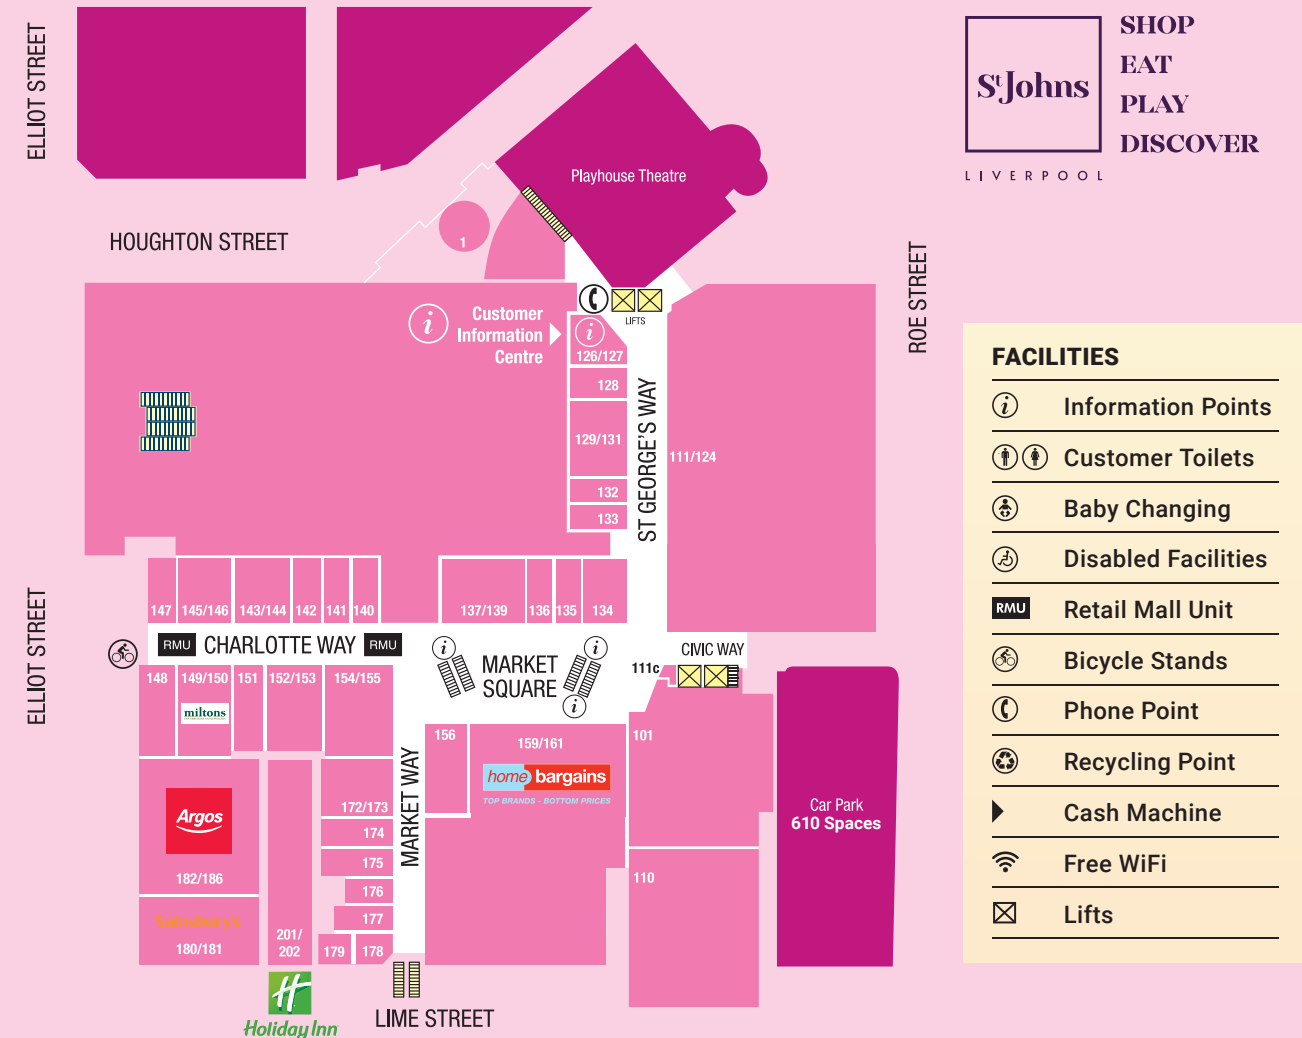 ELLIOT STREET
HOUGHTON STREET
Playhouse Theatre
1
St Johns
LIVERPOOL
SHOP
EAT
PLAY
DISCOVER
ROE STREET
Customer
Information
Centre
LIFTS
126/127
128
129/131
132
133
ST GEORGE'S WAY
111/124
147
145/146
143/144
142
141
140
137/139
136
135
134
ELLIOT STREET
RMU
CHARLOTTE WAY
RMU
MARKET
SQUARE
CIVIC WAY
111c
148
149/150
miltons
151
152/153
154/155
156
159/161
home bargains
TOP BRANDS - BOTTOM PRICES
101
110
MARKET WAY
Argos
182/186
Sainsbury's
180/181
201/
202
172/173
174
175
176
177
179
178
Car Park
610 Spaces
Holiday Inn
LIME STREET
FACILITIES
Information Points
Customer Toilets
Baby Changing
Disabled Facilities
RMU Retail Mall Unit
Bicycle Stands
Phone Point
Recycling Point
Cash Machine
Free WiFi
Lifts